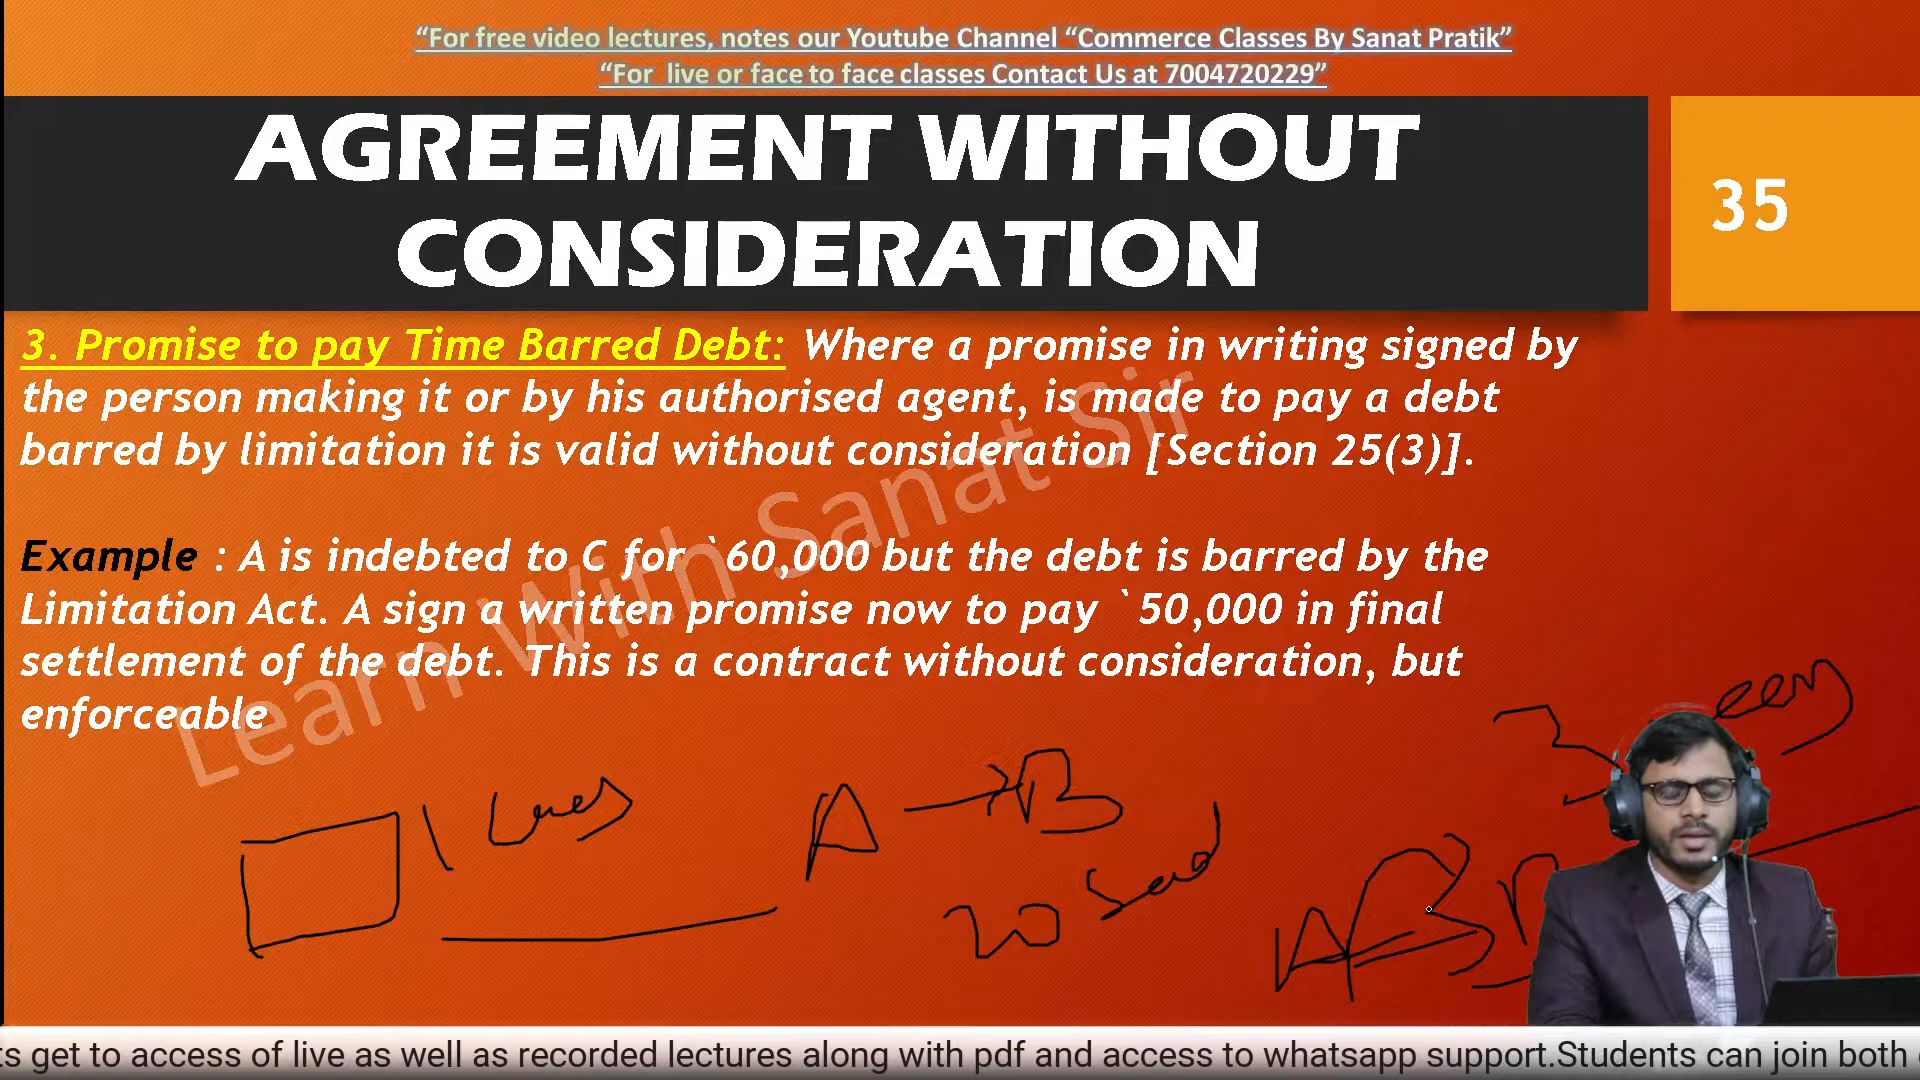 “For free video lectures, notes our Youtube Channel “Commerce Classes By Sanat Pratik”
“For live or face to face classes Contact Us at 7004720229”
AGREEMENT WITHOUT
CONSIDERATION
35
3. Promise to pay Time Barred Debt: Where a promise in writing signed by
the person making it or by his authorised agent, is made to pay a debt
barred by limitation it is valid without consideration [Section 25(3)].
Example : A is indebted to C for `60,000 but the debt is barred by the
Limitation Act. A sign a written promise now to pay `50,000 in final
settlement of the debt. This is a contract without consideration, but
enforceable
Learn With Sanat Sir
A → B
20
ts get to access of live as well as recorded lectures along with pdf and access to whatsapp support.Students can join both